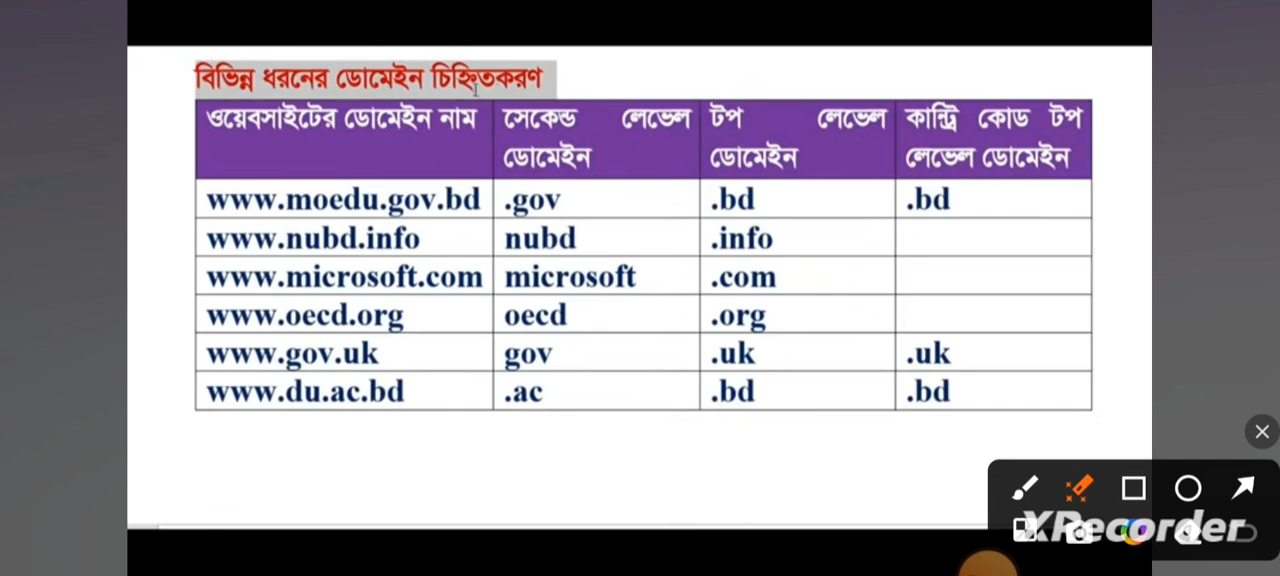 বিভিন্ন ধরনের ডোমেইন চিহ্নিতকরণ
ওয়েবসাইটের ডোমেইন নাম সেকেন্ড লেভেল ডোমেইন টপ লেভেল ডোমেইন কান্ট্রি কোড টপ লেভেল ডোমেইন
www.moedu.gov.bd .gov .bd .bd
www.nubd.info nubd .info
www.microsoft.com microsoft .com
www.oecd.org oecd .org
www.gov.uk gov .uk .uk
www.du.ac.bd .ac .bd .bd
XRecorder